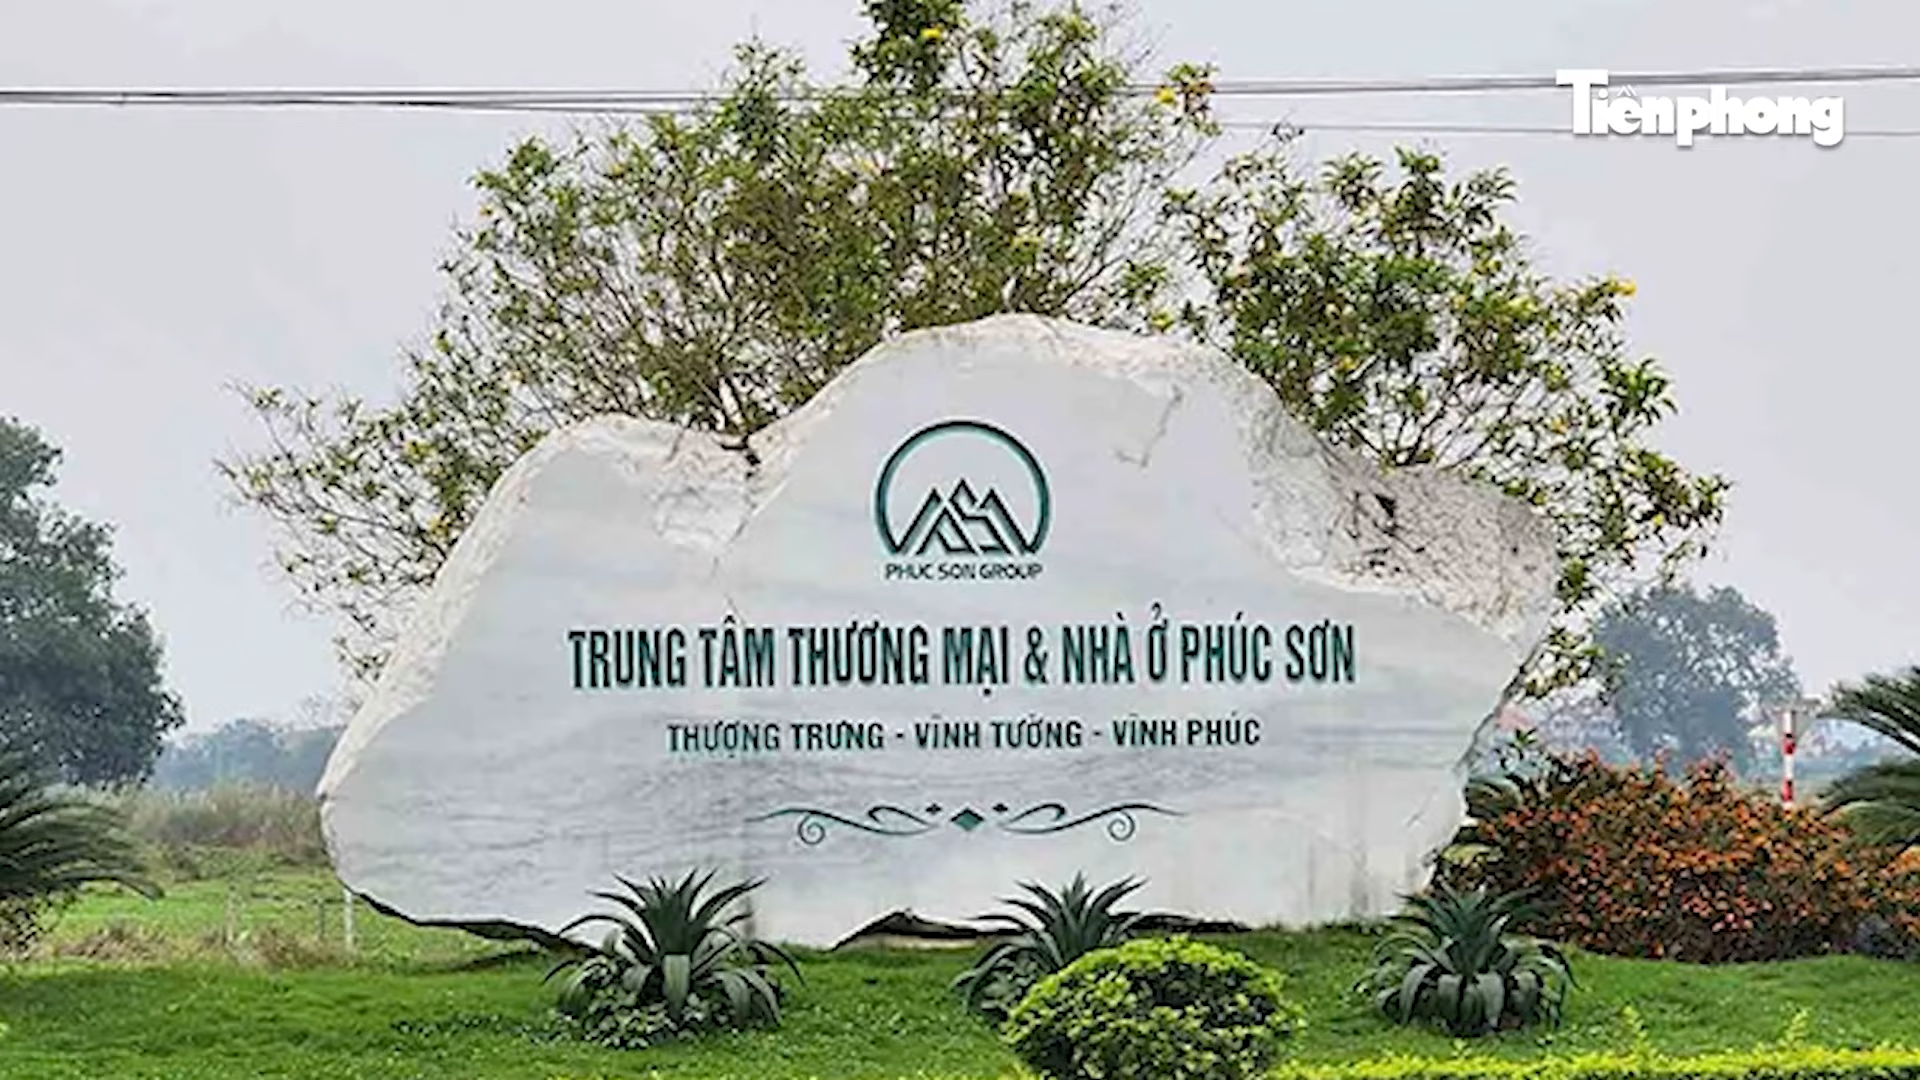 Tiền phong
PHUC SON GROUP
TRUNG TÂM THƯƠNG MẠI & NHÀ Ở PHÚC SƠN
THƯỢNG TRƯNG - VĨNH TƯỜNG - VĨNH PHÚC